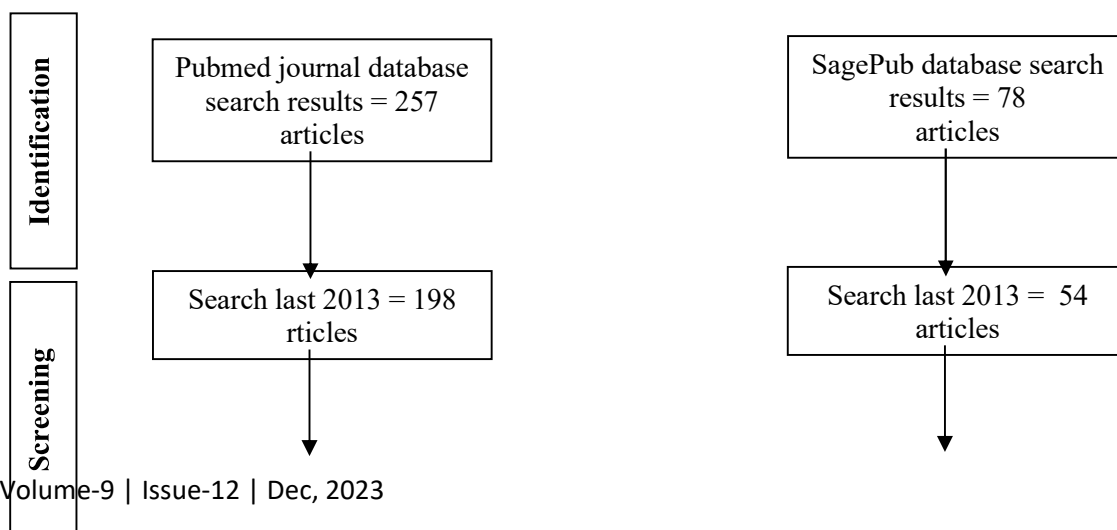 Identification
Pubmed journal database
search results = 257
articles
SagePub database search
results = 78
articles
Screening
Search last 2013 = 198
rticles
Search last 2013 = 54
articles
Volume-9 | Issue-12 | Dec, 2023